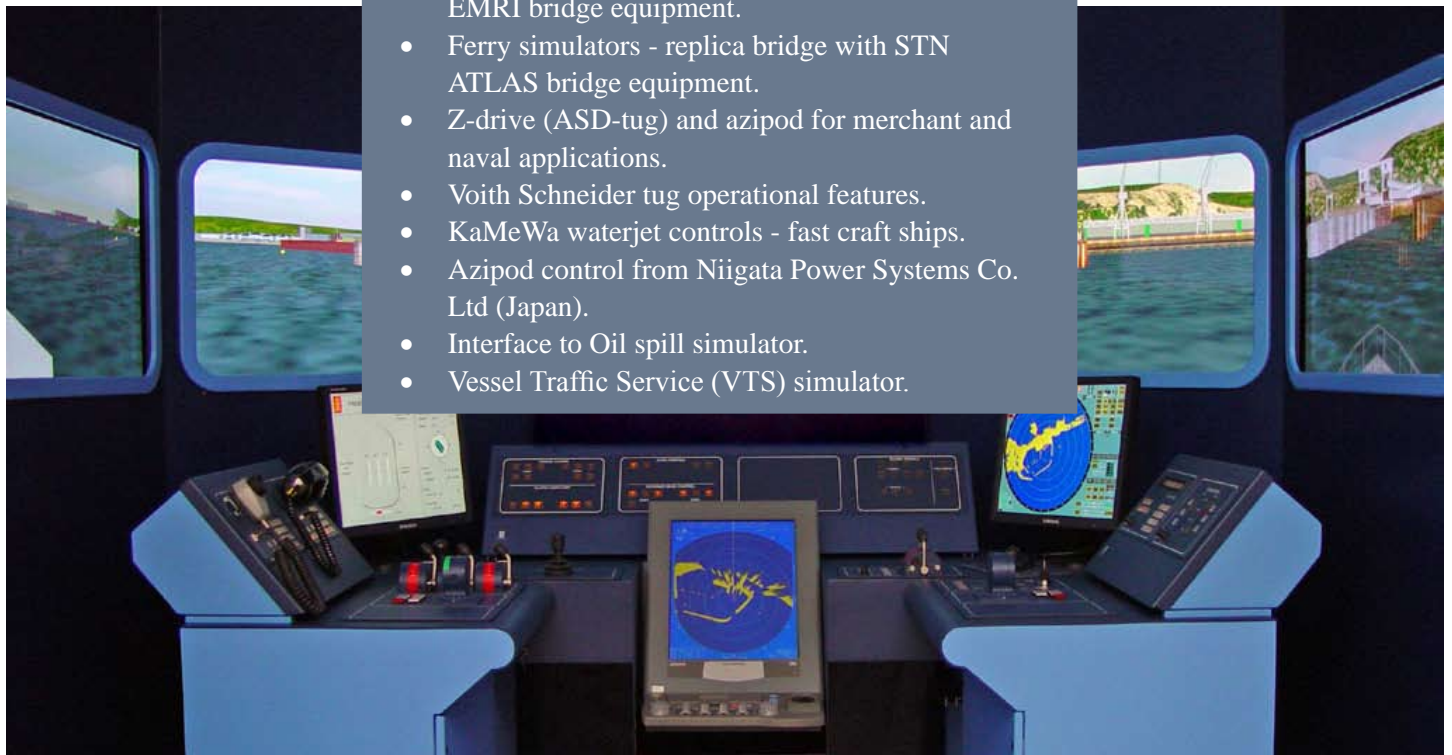 EMRI bridge equipment.
• Ferry simulators - replica bridge with STN
ATLAS bridge equipment.
• Z-drive (ASD-tug) and azipod for merchant and
naval applications.
• Voith Schneider tug operational features.
• KaMeWa waterjet controls - fast craft ships.
• Azipod control from Niigata Power Systems Co.
Ltd (Japan).
• Interface to Oil spill simulator.
• Vessel Traffic Service (VTS) simulator.